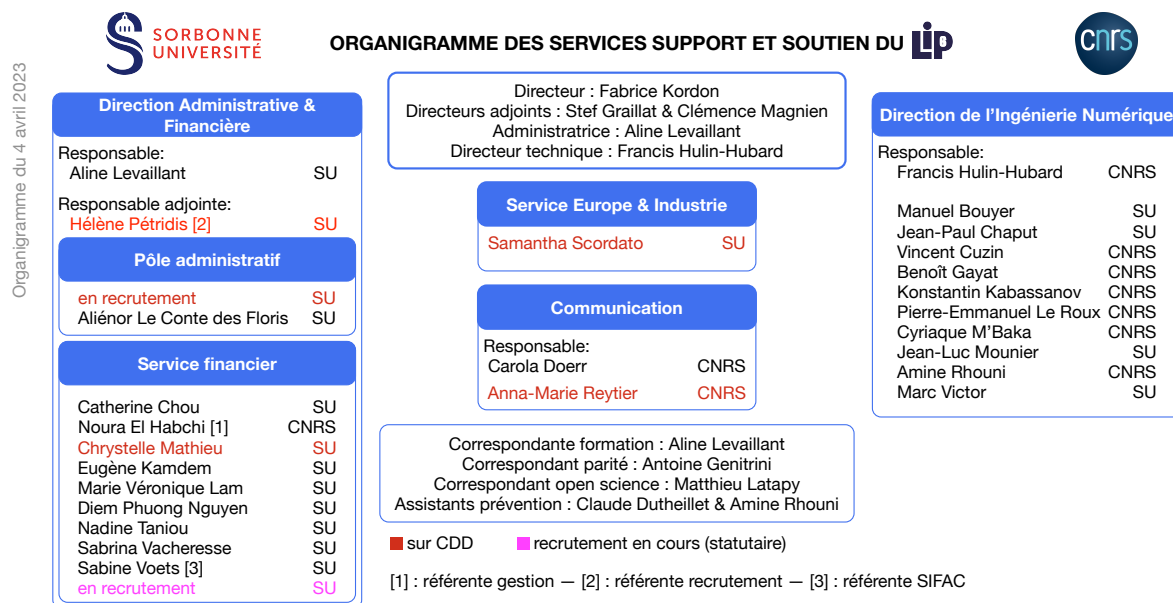 SORBONNE
UNIVERSITÉ
ORGANIGRAMME DES SERVICES SUPPORT ET SOUTIEN DU LIP6
cnrs
Organigramme du 4 avril 2023
Direction Administrative &
Financière
Responsable:
Aline Levaillant SU
Responsable adjointe:
Hélène Pétridis [2] SU
Pôle administratif
en recrutement SU
Aliénor Le Conte des Floris SU
Service financier
Catherine Chou SU
Noura El Habchi [1] CNRS
Chrystelle Mathieu SU
Eugène Kamdem SU
Marie Véronique Lam SU
Diem Phuong Nguyen SU
Nadine Taniou SU
Sabrina Vacheresse SU
Sabine Voets [3] SU
en recrutement SU
Directeur : Fabrice Kordon
Directeurs adjoints : Stef Graillat & Clémence Magnien
Administratrice : Aline Levaillant
Directeur technique : Francis Hulin-Hubard
Service Europe & Industrie
Samantha Scordato SU
Communication
Responsable:
Carola Doerr CNRS
Anna-Marie Reytier CNRS
Correspondante formation : Aline Levaillant
Correspondant parité : Antoine Genitrini
Correspondant open science : Matthieu Latapy
Assistants prévention : Claude Dutheillet & Amine Rhouni
sur CDD recrutement en cours (statutaire)
[1] : référente gestion — [2] : référente recrutement — [3] : référente SIFAC
Direction de l'Ingénierie Numérique
Responsable:
Francis Hulin-Hubard CNRS
Manuel Bouyer SU
Jean-Paul Chaput SU
Vincent Cuzin CNRS
Benoît Gayat CNRS
Konstantin Kabassanov CNRS
Pierre-Emmanuel Le Roux CNRS
Cyriaque M'Baka CNRS
Jean-Luc Mounier SU
Amine Rhouni CNRS
Marc Victor SU